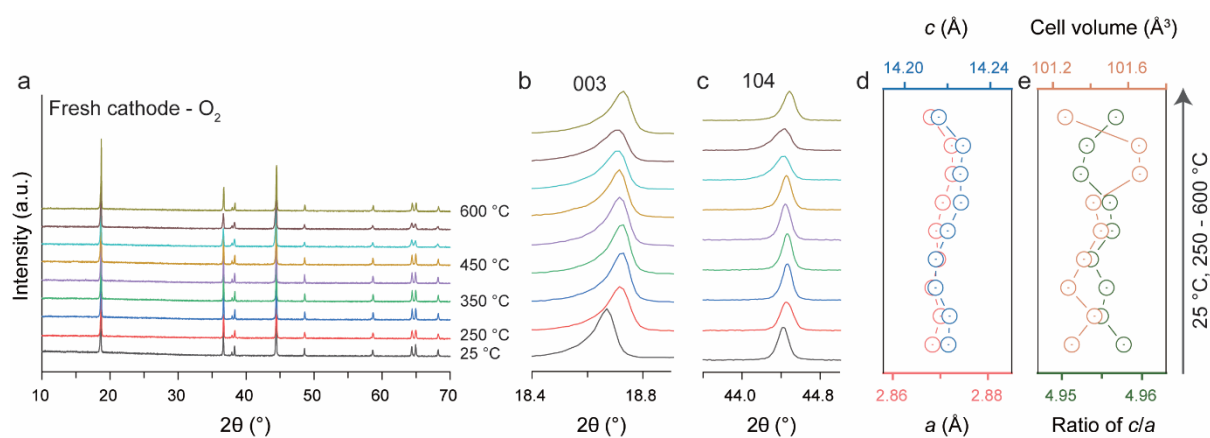 a
Fresh cathode - O₂
Intensity (a.u.)
600 °C
450 °C
350 °C
250 °C
25 °C
10 20 30 40 50 60 70
2θ (°)
b
003
18.4 18.8
2θ (°)
c
104
44.0 44.8
2θ (°)
d
c (Å)
14.20 14.24
2.86 2.88
a (Å)
e
Cell volume (Å³)
101.2 101.6
4.95 4.96
Ratio of c/a
25 °C, 250 - 600 °C